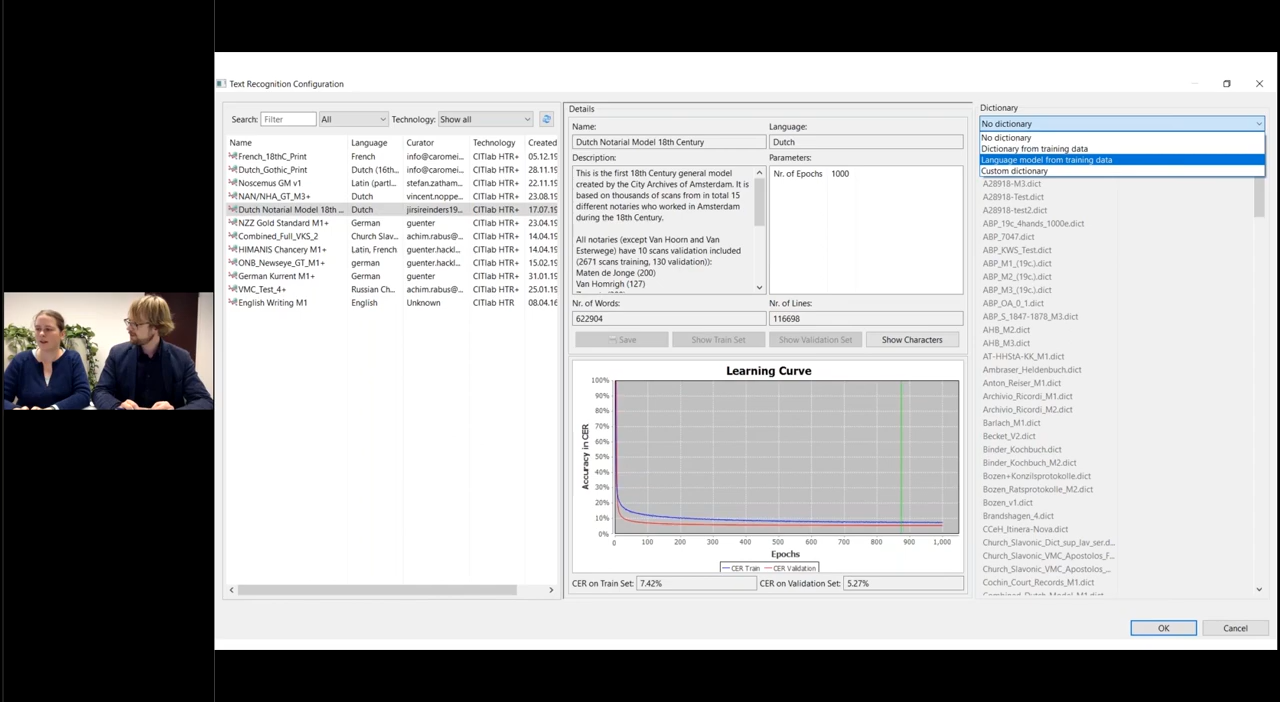 Text Recognition Configuration
Search: Filter All Technology: Show all
Name Language Curator Technology Created
French_18thC_Print French info@caromei... CITlab HTR+ 05.12.19
Dutch_Gothic_Print Dutch (16th... info@caromei... CITlab HTR+ 28.11.19
Noscemus GM v1 Latin (partl... stefan.zatham... CITlab HTR+ 22.11.19
NAN/NHA_GT_M3+ Dutch vincent.noppe... CITlab HTR+ 23.08.19
Dutch Notarial Model 18th ... Dutch jirsireinders19... CITlab HTR+ 17.07.19
NZZ Gold Standard M1+ German guenter CITlab HTR+ 23.04.19
Combined_Full_VKS_2 Church Slav... achim.rabus@... CITlab HTR+ 14.04.19
HIMANIS Chancery M1+ Latin, French guenter.hackl... CITlab HTR+ 14.04.19
ONB_Newseye_GT_M1+ german guenter.hackl... CITlab HTR+ 15.02.19
German Kurrent M1+ German guenter CITlab HTR+ 31.01.19
VMC_Test_4+ Russian Ch... achim.rabus@... CITlab HTR+ 25.01.19
English Writing M1 English Unknown CITlab HTR 08.04.16
Details
Name: Language:
Dutch Notarial Model 18th Century Dutch
Description: Parameters:
This is the first 18th Century general model
created by the City Archives of Amsterdam. It is
based on thousands of scans from in total 15
different notaries who worked in Amsterdam
during the 18th Century.
All notaries (except Van Hoorn and Van
Esterwege) have 10 scans validation included
(2671 scans training, 130 validation)):
Maten de Jonge (200)
Van Homrigh (127)
Nr. of Epochs 1000
Nr. of Words: Nr. of Lines:
622904 116698
Save Show Train Set Show Validation Set Show Characters
Learning Curve
Accuracy in CER
100%
90%
80%
70%
60%
50%
40%
30%
20%
10%
0%
0 100 200 300 400 500 600 700 800 900 1,000
Epochs
CER Train CER Validation
CER on Train Set: 7.42% CER on Validation Set: 5.27%
Dictionary
No dictionary
No dictionary
Dictionary from training data
Language model from training data
Custom dictionary
A28918-M3.dict
A28918-Test.dict
A28918-test2.dict
ABP_19c_4hands_1000e.dict
ABP_7047.dict
ABP_KWS_Test.dict
ABP_M1_(19c.).dict
ABP_M2_(19c.).dict
ABP_M3_(19c.).dict
ABP_OA_0_1.dict
ABP_S_1847-1878_M3.dict
AHB_M2.dict
AHB_M3.dict
AT-HHStA-KK_M1.dict
Ambraser_Heldenbuch.dict
Anton_Reiser_M1.dict
Archivio_Ricordi_M1.dict
Archivio_Ricordi_M2.dict
Barlach_M1.dict
Becket_V2.dict
Binder_Kochbuch.dict
Binder_Kochbuch_M2.dict
Bozen+Konzilsprotokolle.dict
Bozen_Ratsprotokolle_M2.dict
Bozen_v1.dict
Brandshagen_4.dict
CCeH_Itinera-Nova.dict
Church_Slavonic_Dict_sup_lav_ser.d...
Church_Slavonic_VMC_Apostolos_F...
Church_Slavonic_VMC_Apostolos_...
Cochin_Court_Records_M1.dict
Combined_Dutch_Model_M1.dict
OK Cancel